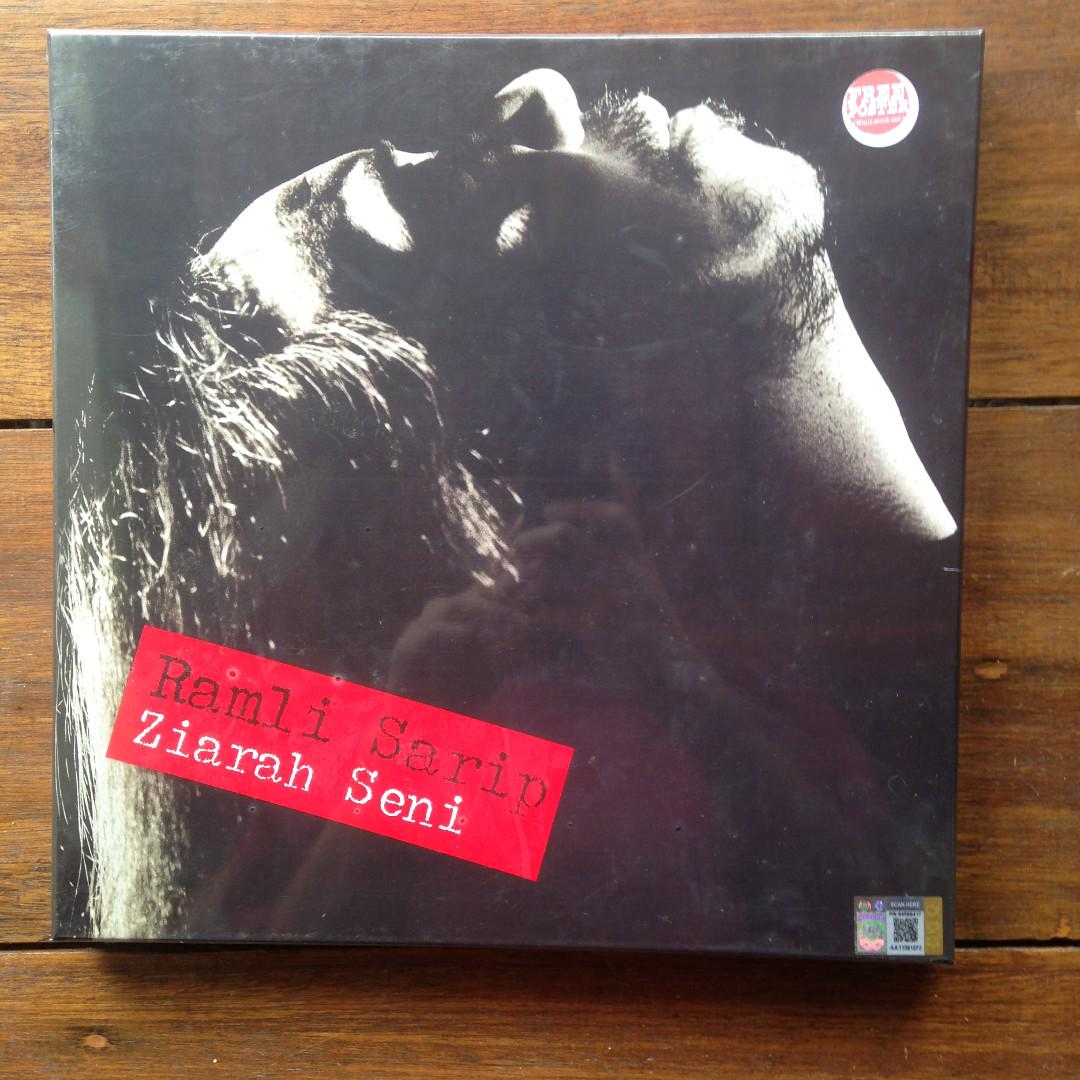 FREE
POSTER
Ramli Sarip
Ziarah Seni
SCAN HERE